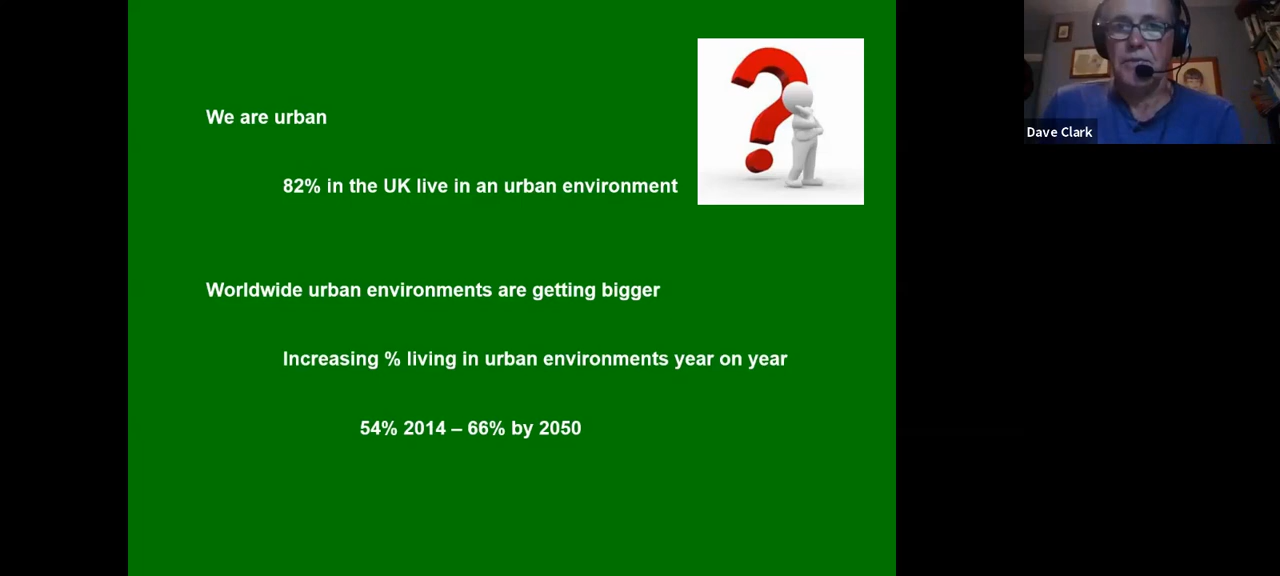 We are urban
82% in the UK live in an urban environment
Worldwide urban environments are getting bigger
Increasing % living in urban environments year on year
54% 2014 – 66% by 2050
Dave Clark